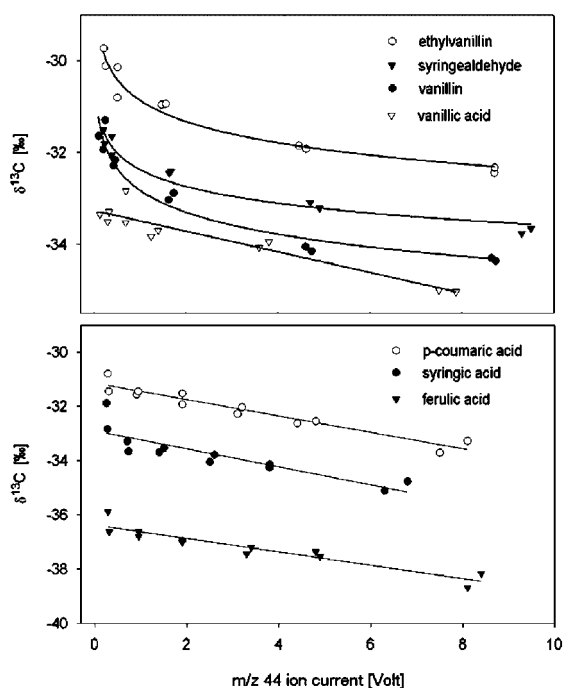 -30
-32
-34
δ13C [‰]
ethylvanillin
syringealdehyde
vanillin
vanillic acid
-30
-32
-34
-36
-38
-40
δ13C [‰]
p-coumaric acid
syringic acid
ferulic acid
0 2 4 6 8 10
m/z 44 ion current [Volt]